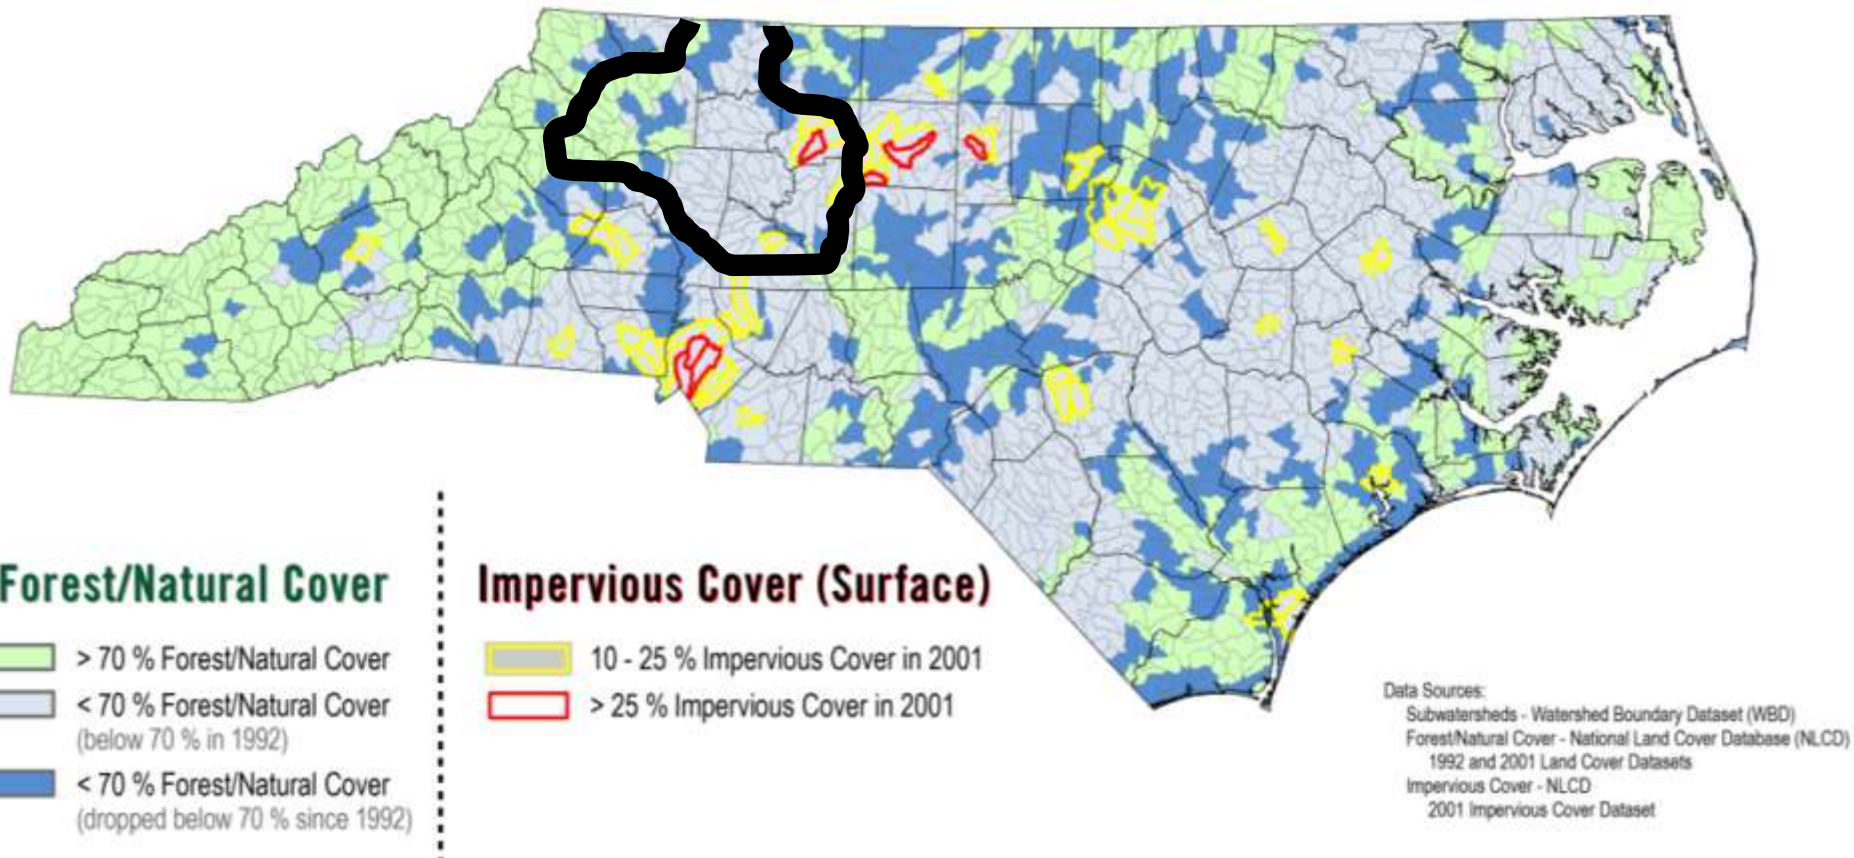 Forest/Natural Cover
> 70 % Forest/Natural Cover
< 70 % Forest/Natural Cover
(below 70 % in 1992)
< 70 % Forest/Natural Cover
(dropped below 70 % since 1992)
Impervious Cover (Surface)
10 - 25 % Impervious Cover in 2001
> 25 % Impervious Cover in 2001
Data Sources:
Subwatersheds - Watershed Boundary Dataset (WBD)
Forest/Natural Cover - National Land Cover Database (NLCD)
1992 and 2001 Land Cover Datasets
Impervious Cover - NLCD
2001 Impervious Cover Dataset